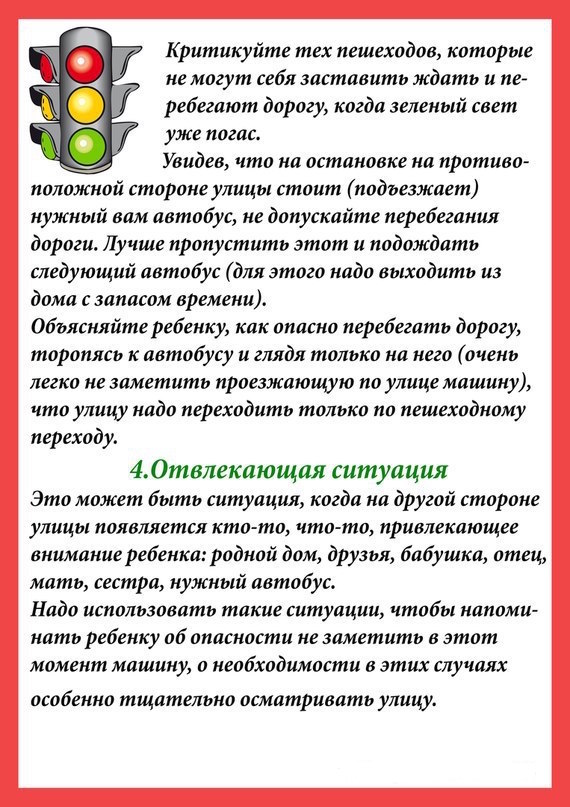 Критикуйте тех пешеходов, которые
не могут себя заставить ждать и пе-
ребегают дорогу, когда зеленый свет
уже погас.
Увидев, что на остановке на противо-
положной стороне улицы стоит (подъезжает)
нужный вам автобус, не допускайте перебегания
дороги. Лучше пропустить этот и подождать
следующий автобус (для этого надо выходить из
дома с запасом времени).
Объясняйте ребенку, как опасно перебегать дорогу,
торопясь к автобусу и глядя только на него (очень
легко не заметить проезжающую по улице машину),
что улицу надо переходить только по пешеходному
переходу.
4.Отвлекающая ситуация
Это может быть ситуация, когда на другой стороне
улицы появляется кто-то, что-то, привлекающее
внимание ребенка: родной дом, друзья, бабушка, отец,
мать, сестра, нужный автобус.
Надо использовать такие ситуации, чтобы напоми-
нать ребенку об опасности не заметить в этот
момент машину, о необходимости в этих случаях
особенно тщательно осматривать улицу.